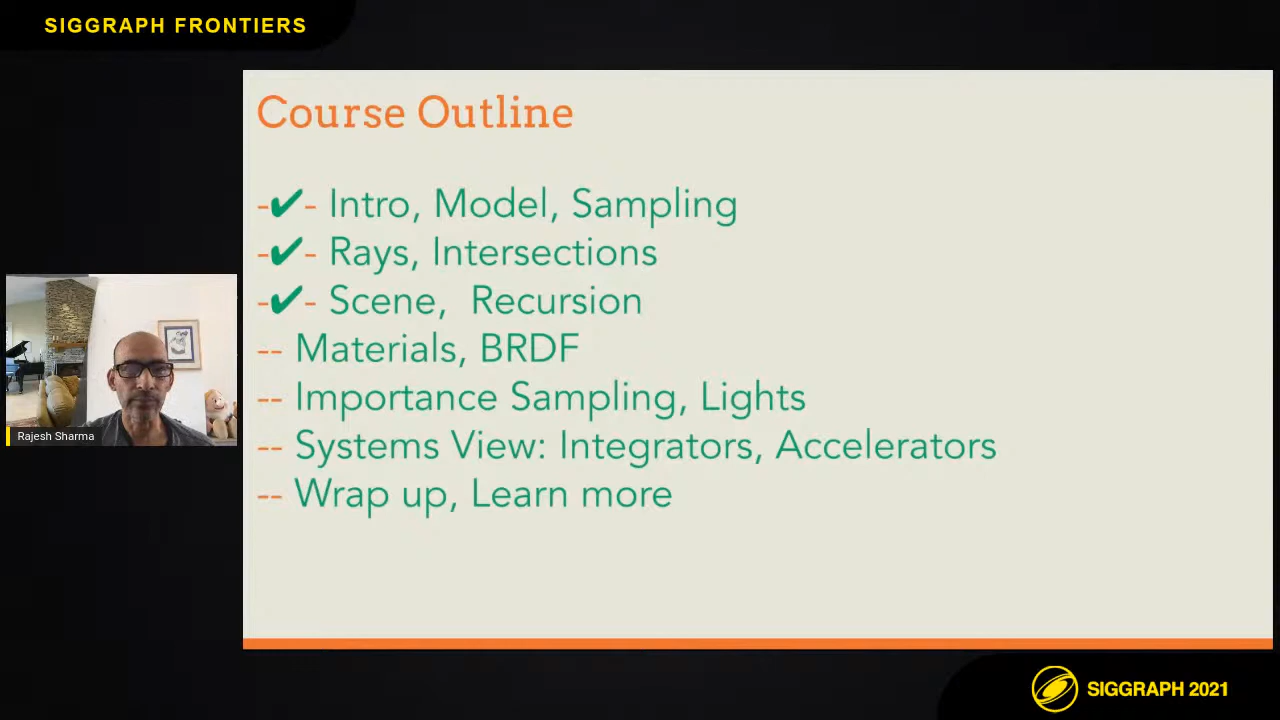 SIGGRAPH FRONTIERS
Course Outline
-✔- Intro, Model, Sampling
-✔- Rays, Intersections
-✔- Scene, Recursion
-- Materials, BRDF
-- Importance Sampling, Lights
-- Systems View: Integrators, Accelerators
-- Wrap up, Learn more
Rajesh Sharma
SIGGRAPH 2021